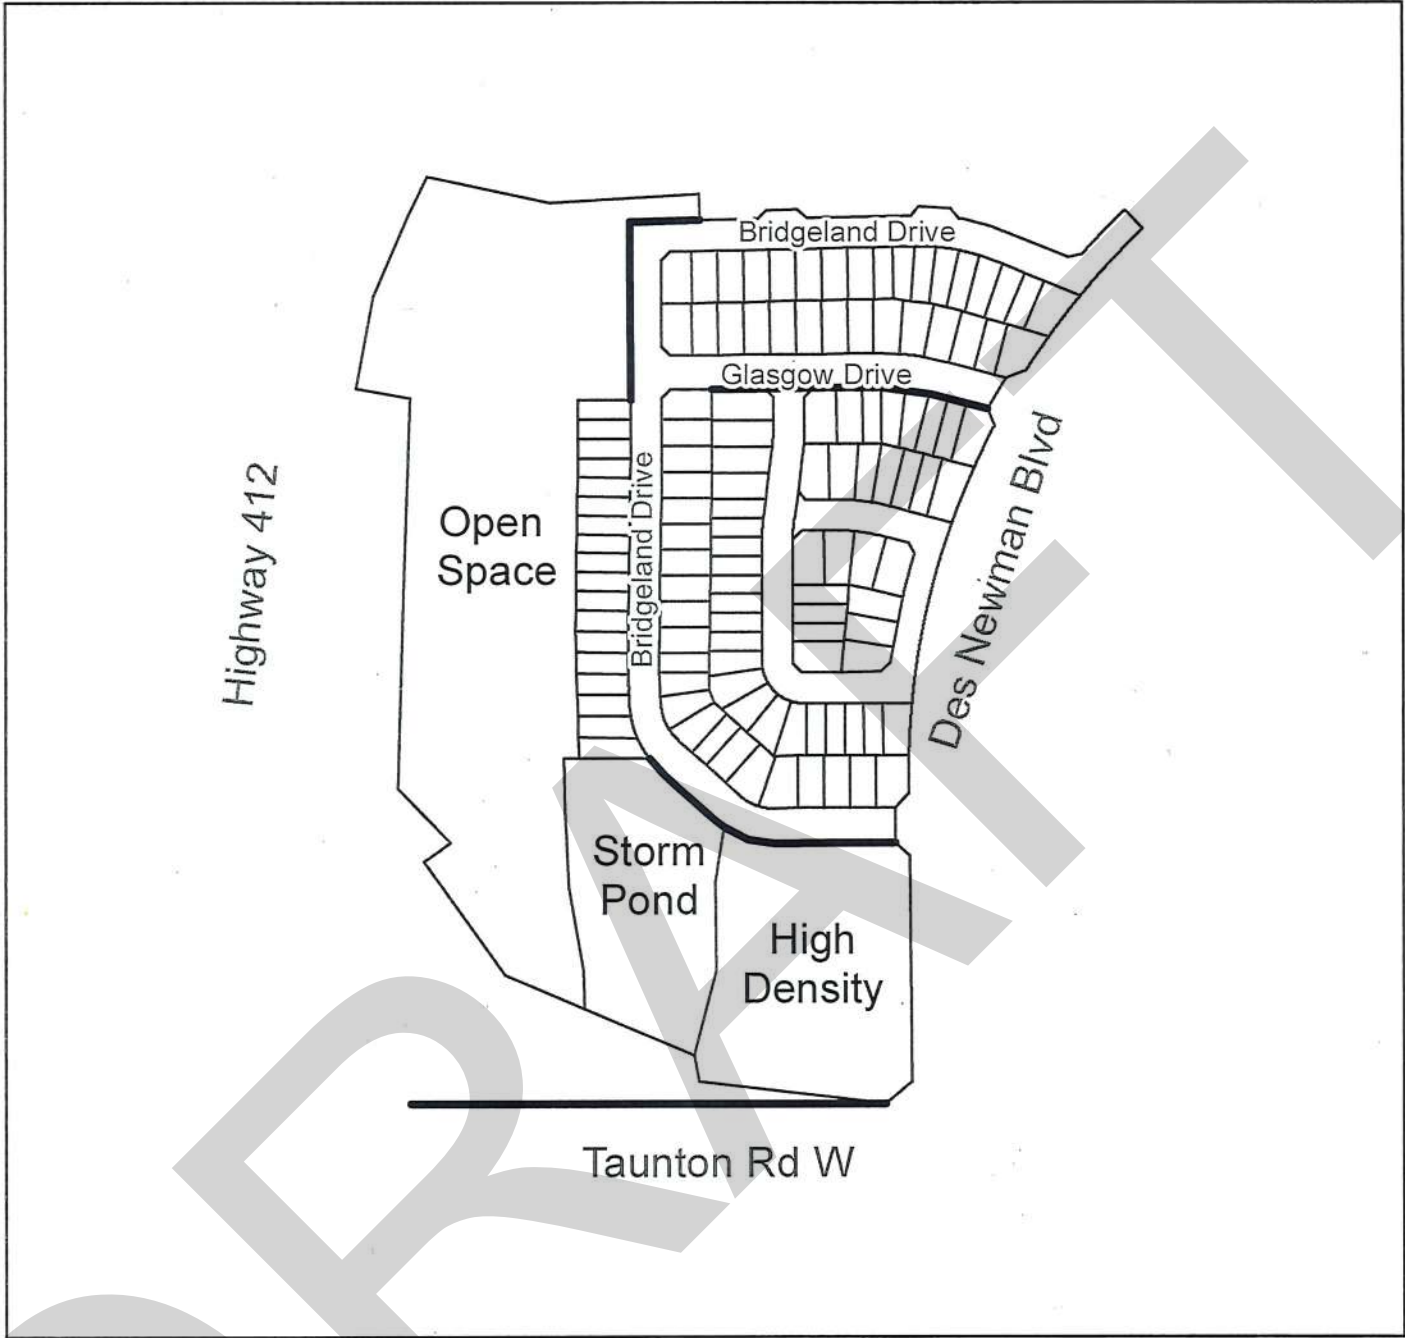 Bridgeland Drive
Glasgow Drive
Highway 412
Open
Space
Bridgeland Drive
Des Newman Blvd
Storm
Pond
High
Density
Taunton Rd W
DRAFT